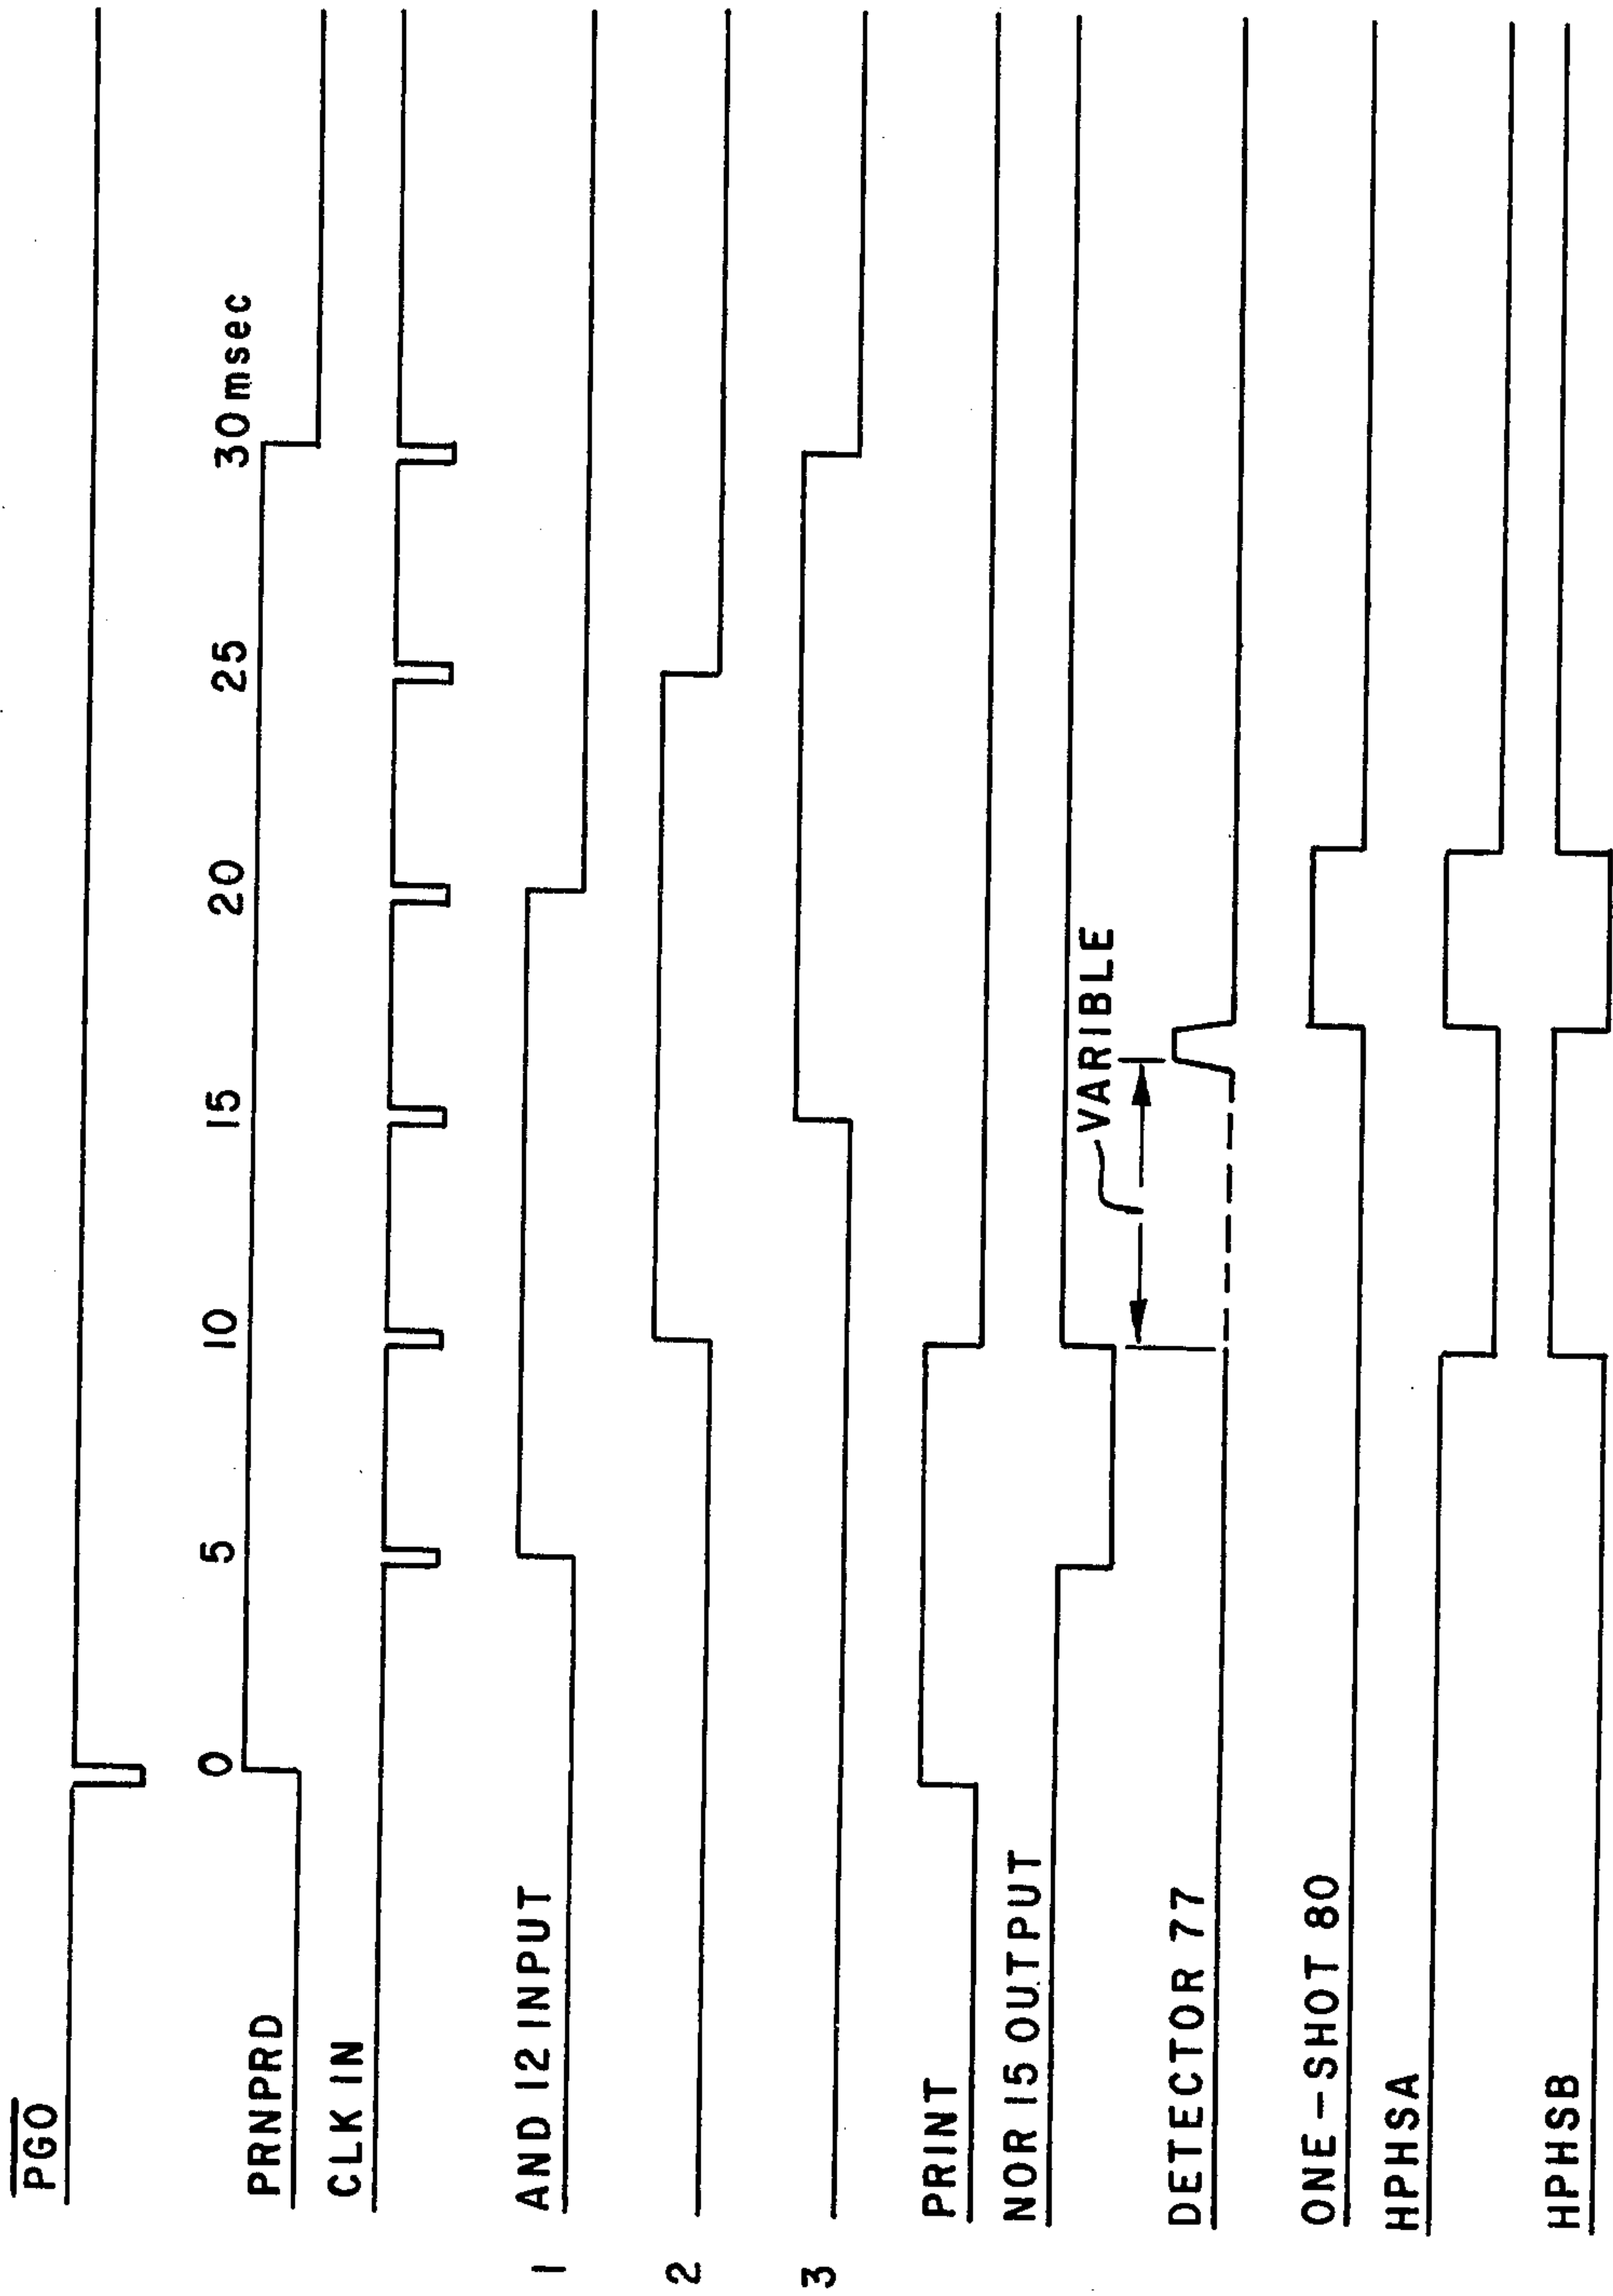 PGO
0 5 10 15 20 25 30 msec
PRNPRD
CLK IN
AND 12 INPUT
1
2
3
PRINT
NOR 15 OUTPUT
VARIBLE
DETECTOR 77
ONE-SHOT 80
HPHSA
HPHSB